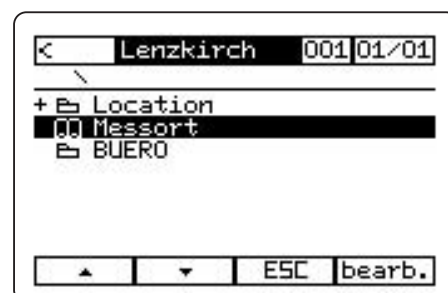 < Lenzkirch 001 01/01
\
+ Location
Messort
BUERO
ESC bearb.